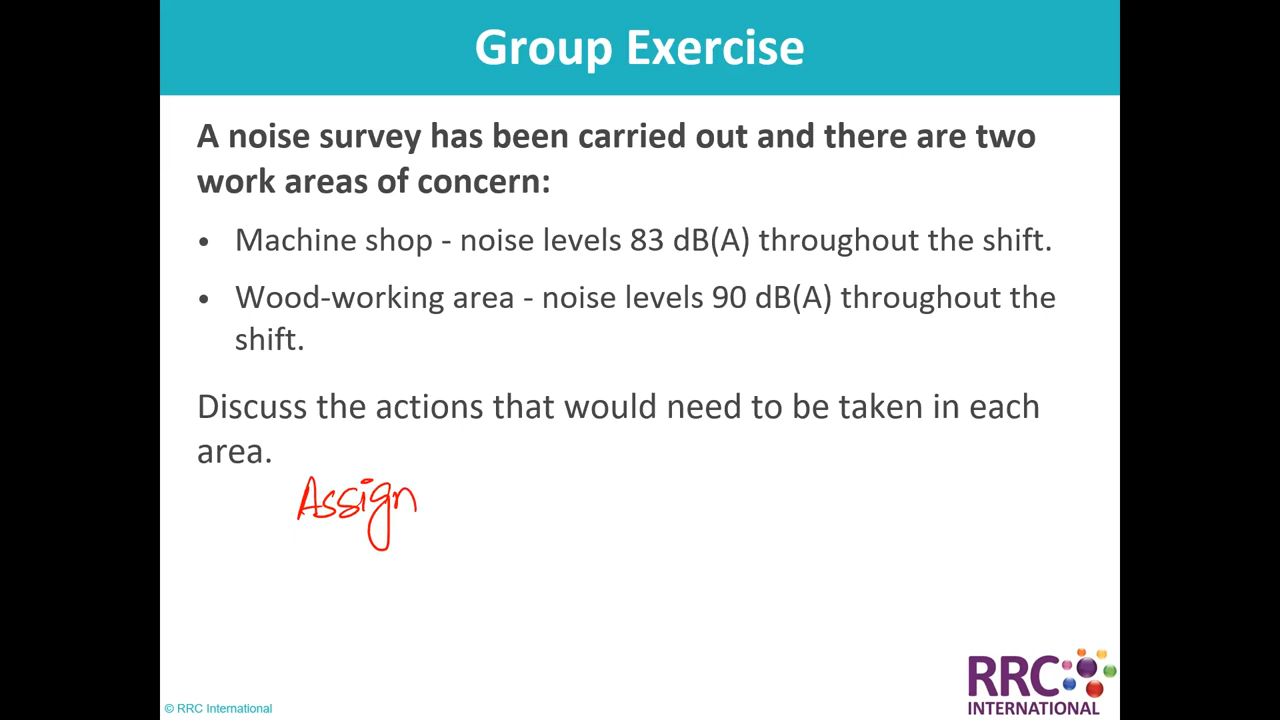 Group Exercise
A noise survey has been carried out and there are two
work areas of concern:
• Machine shop - noise levels 83 dB(A) throughout the shift.
• Wood-working area - noise levels 90 dB(A) throughout the
shift.
Discuss the actions that would need to be taken in each
area.
Assign
RRC
INTERNATIONAL
© RRC International